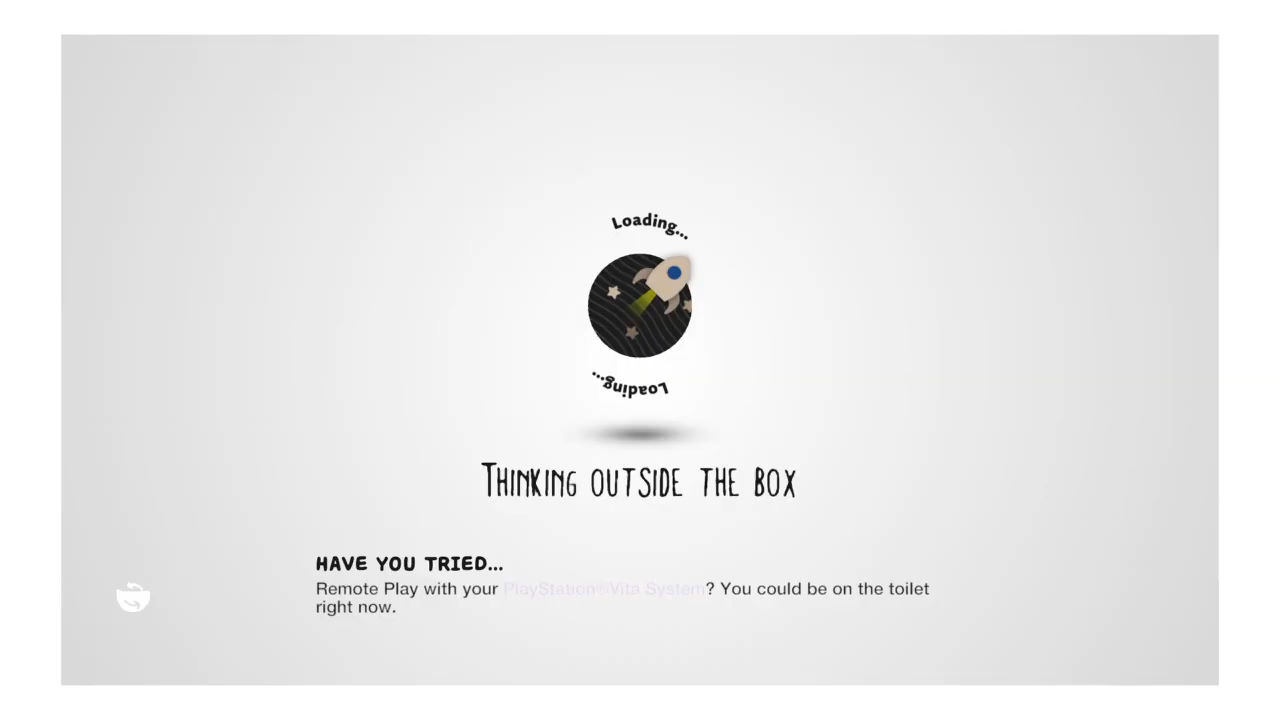 Loading...
Loading...
THINKING OUTSIDE THE BOX
HAVE YOU TRIED...
Remote Play with your PlayStation®Vita System? You could be on the toilet
right now.